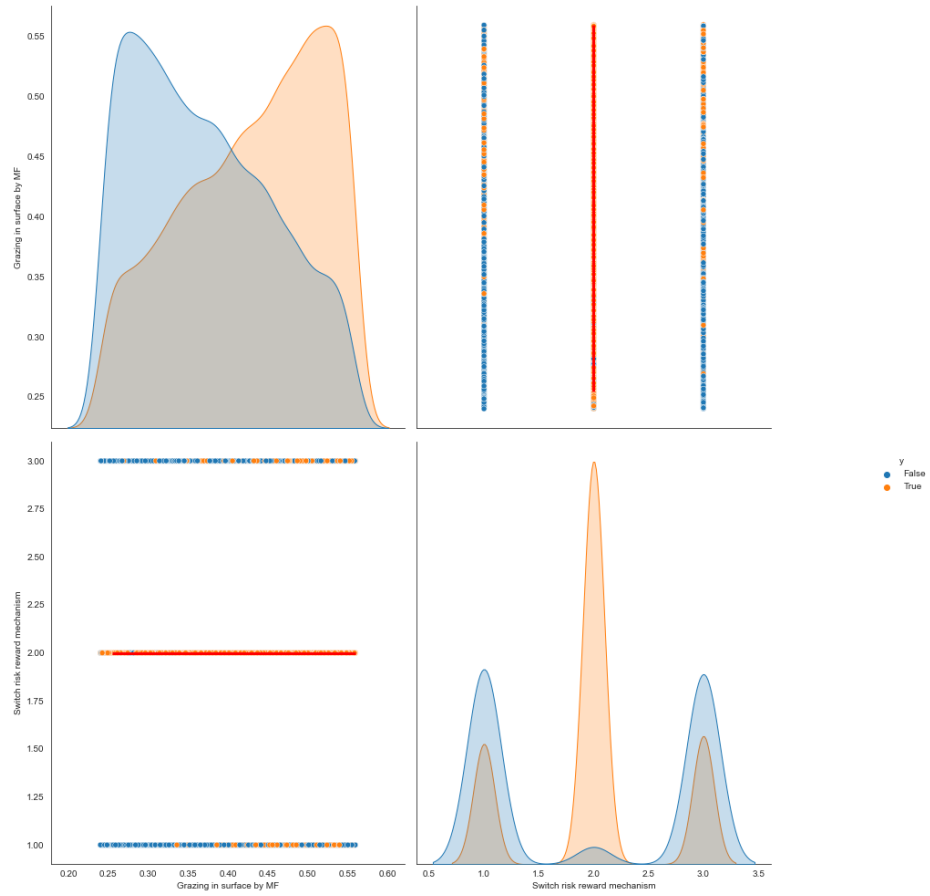 0.55
0.50
0.45
0.40
0.35
0.30
0.25
Grazing in surface by MF
3.00
2.75
2.50
2.25
2.00
1.75
1.50
1.25
1.00
Switch risk reward mechanism
0.20 0.25 0.30 0.35 0.40 0.45 0.50 0.55 0.60
Grazing in surface by MF
0.5 1.0 1.5 2.0 2.5 3.0 3.5
Switch risk reward mechanism
y
False
True